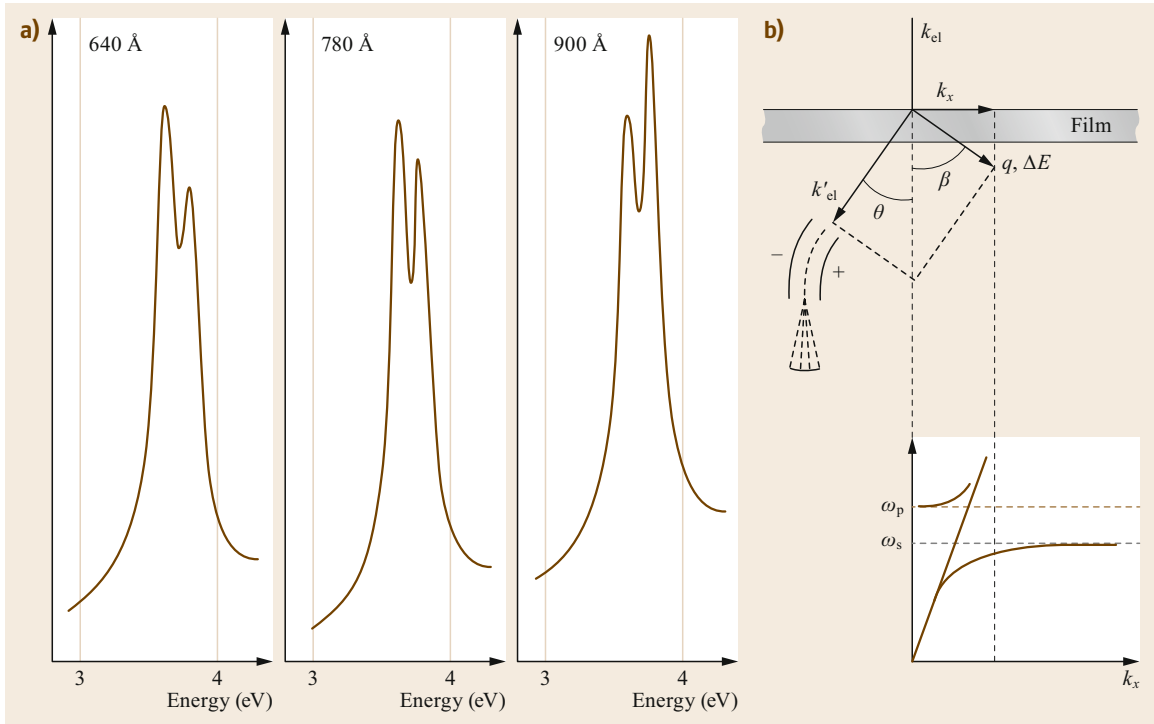 a)
640 Å
780 Å
900 Å
3 4
Energy (eV)
3 4
Energy (eV)
3 4
Energy (eV)
b)
k_el
k_x
Film
q, ΔE
β
k′_el
θ
−
+
ω_p
ω_s
k_x